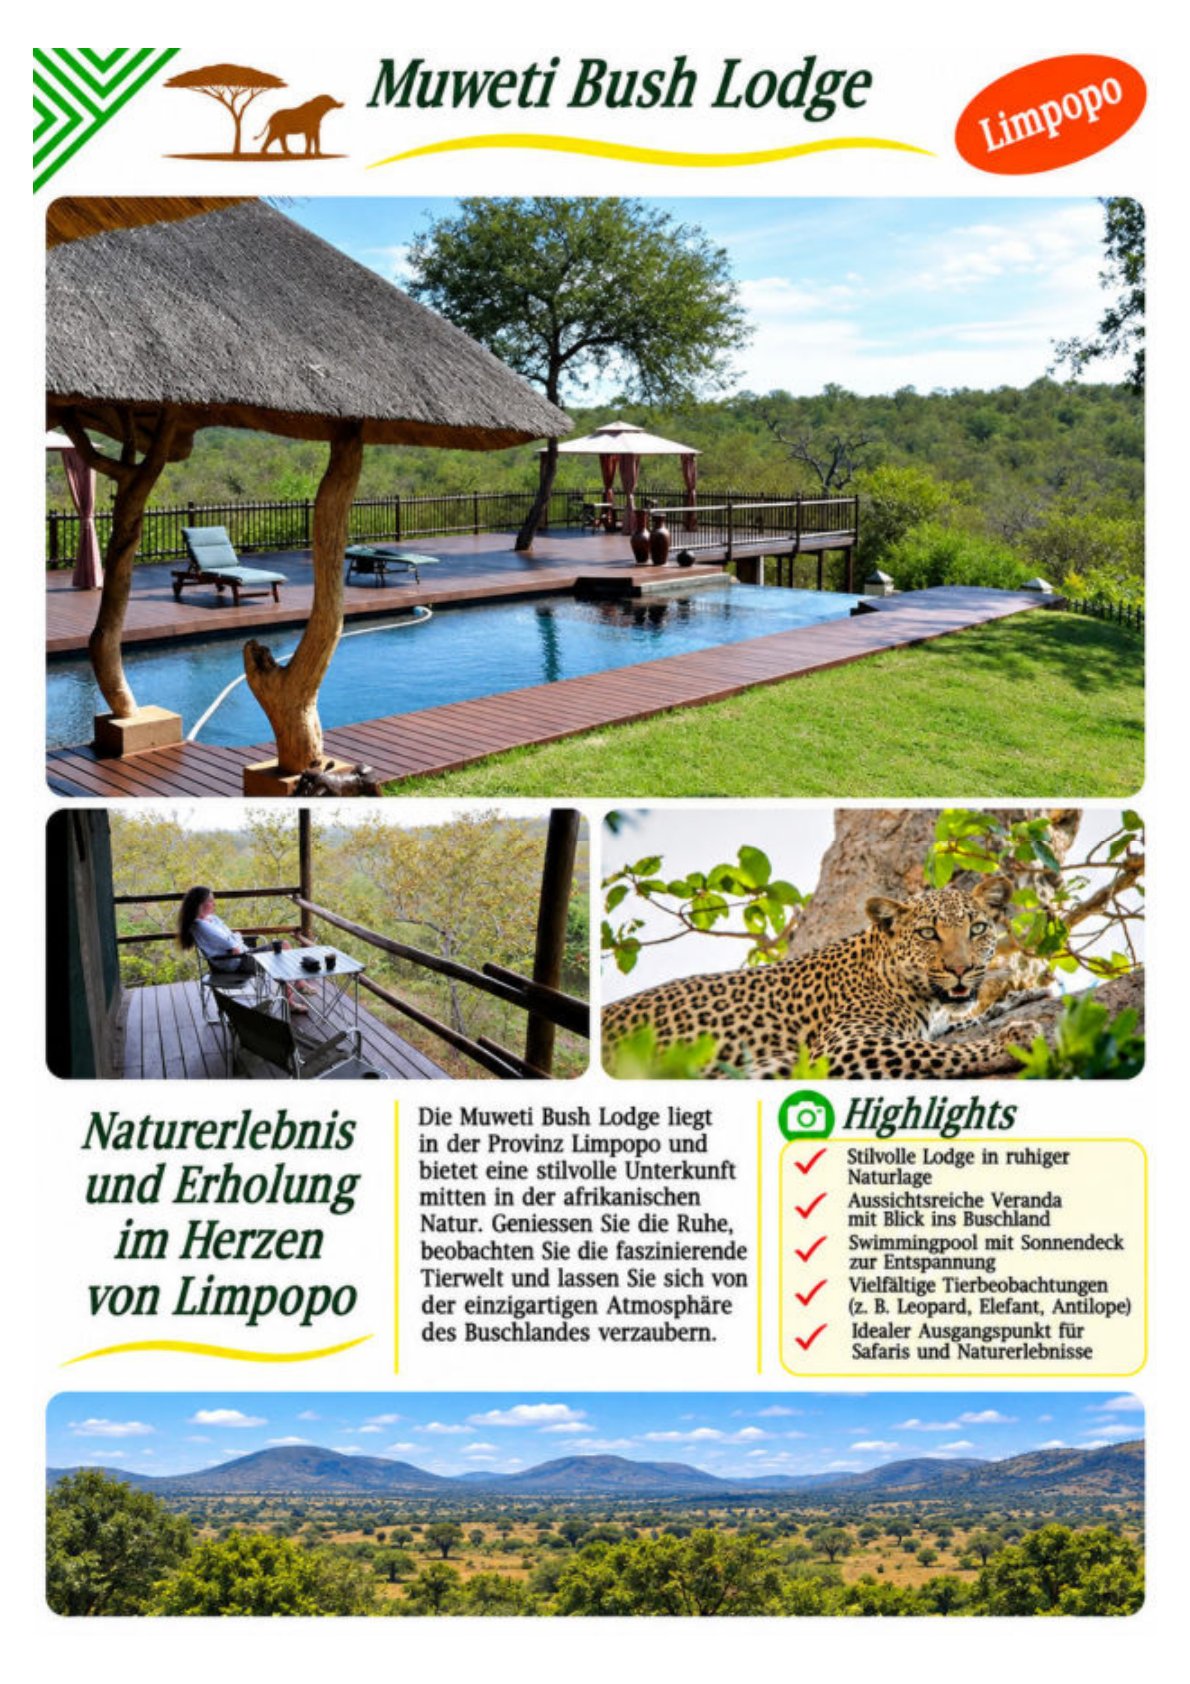 Muweti Bush Lodge
Limpopo
Naturerlebnis
und Erholung
im Herzen
von Limpopo
Die Muweti Bush Lodge liegt
in der Provinz Limpopo und
bietet eine stilvolle Unterkunft
mitten in der afrikanischen
Natur. Geniessen Sie die Ruhe,
beobachten Sie die faszinierende
Tierwelt und lassen Sie sich von
der einzigartigen Atmosphäre
des Buschlandes verzaubern.
Highlights
Stilvolle Lodge in ruhiger
Naturlage
Aussichtsreiche Veranda
mit Blick ins Buschland
Swimmingpool mit Sonnendeck
zur Entspannung
Vielfältige Tierbeobachtungen
(z. B. Leopard, Elefant, Antilope)
Idealer Ausgangspunkt für
Safaris und Naturerlebnisse